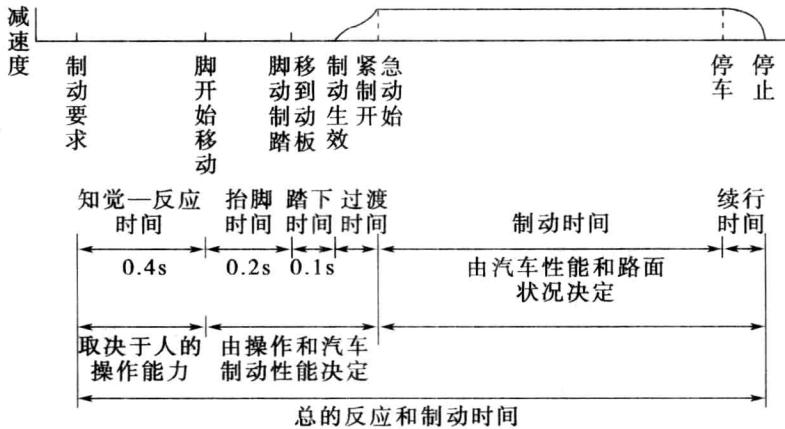 减速度
制动要求
脚开始移动
脚移
动到
制动
踏板
制动生效
紧急
制动
开始
停车
停止
知觉—反应
时间
抬脚
时间
踏下
时间
过渡
时间
制动时间
续行
时间
0.4s
0.2s
0.1s
由汽车性能和路面
状况决定
取决于人的
操作能力
由操作和汽车
制动性能决定
总的反应和制动时间